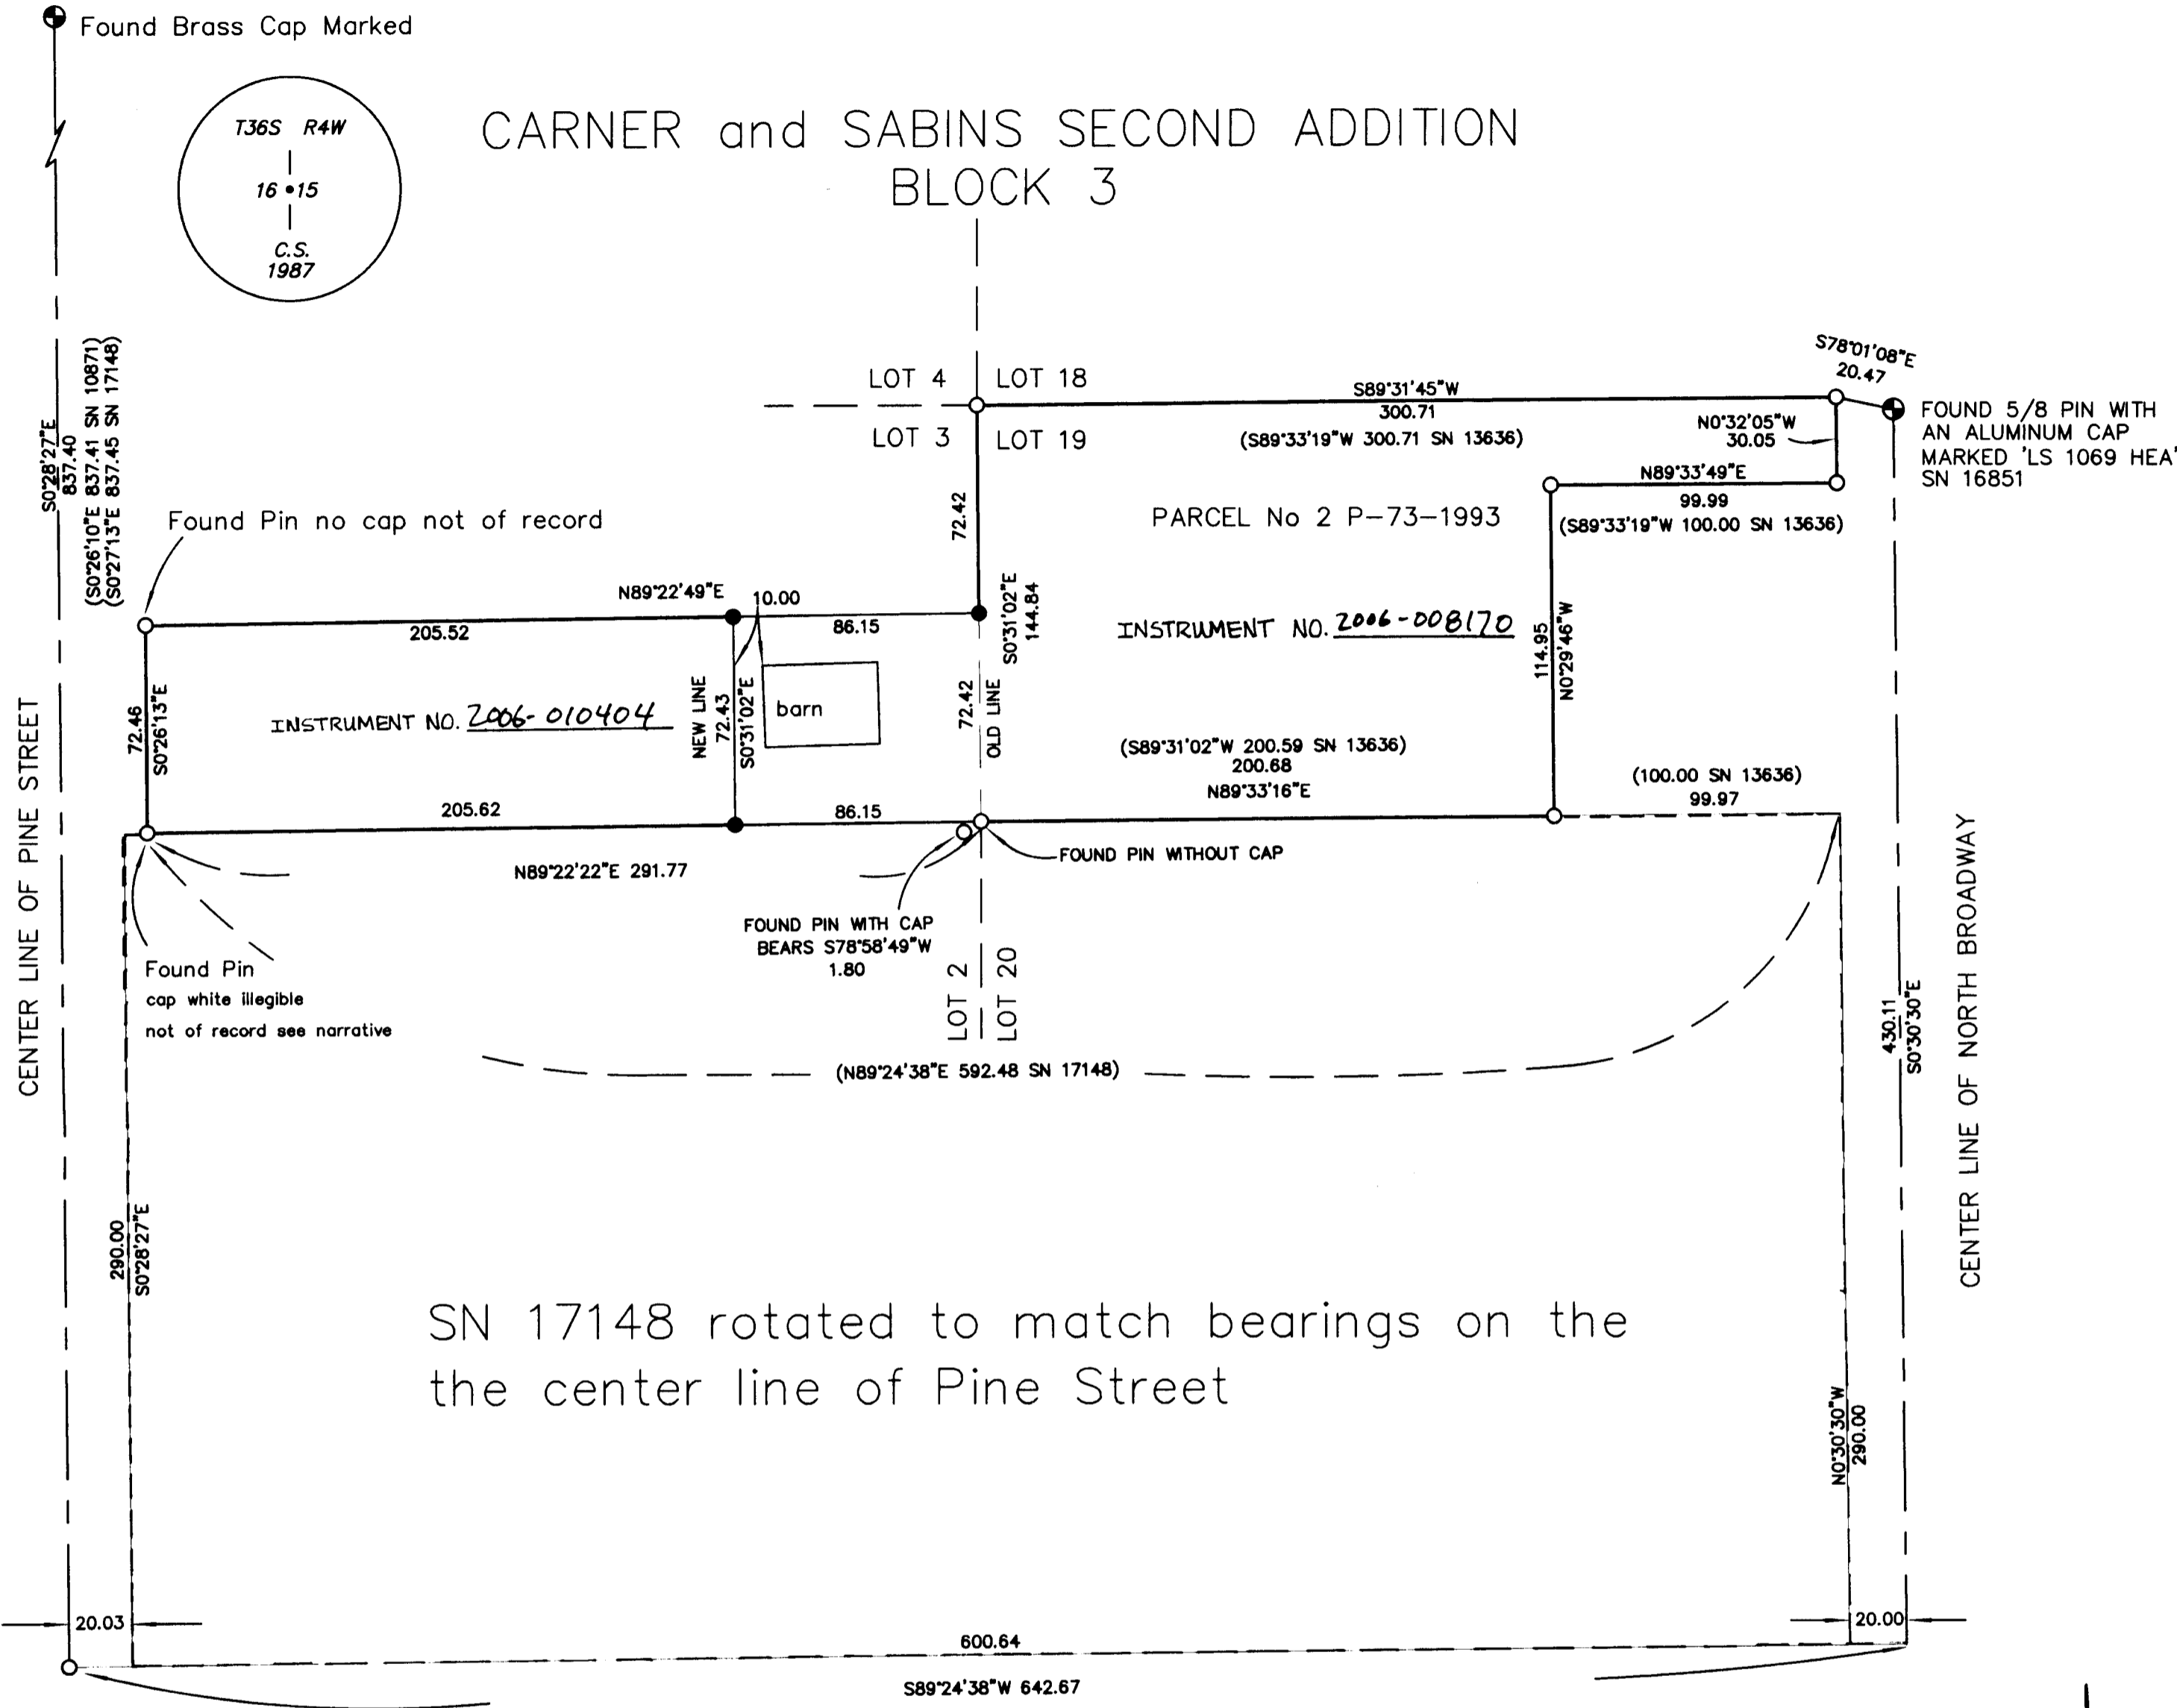 Found Brass Cap Marked
T36S R4W
16 15
C.S.
1987
CARNER and SABINS SECOND ADDITION
BLOCK 3
S0°28'27"E
837.40
(S0°26'10"E 837.41 SN 10871)
(S0°27'13"E 837.45 SN 17148)
LOT 4
LOT 18
LOT 3
LOT 19
S89°31'45"W
300.71
(S89°33'19"W 300.71 SN 13636)
S78°01'08"E
20.47
N0°32'05"W
30.05
FOUND 5/8 PIN WITH
AN ALUMINUM CAP
MARKED 'LS 1069 HEA'
SN 16851
N89°33'49"E
99.99
(S89°33'19"W 100.00 SN 13636)
Found Pin no cap not of record
72.42
PARCEL No 2 P-73-1993
N89°22'49"E
10.00
205.52
86.15
S0°31'02"E
144.84
INSTRUMENT NO. 2006-008170
114.95
N0°29'46"W
72.46
S0°26'13"E
INSTRUMENT NO. 2006-010404
NEW LINE
72.43
S0°31'02"E
barn
72.42
OLD LINE
(S89°31'02"W 200.59 SN 13636)
200.68
N89°33'16"E
(100.00 SN 13636)
99.97
205.62
86.15
N89°22'22"E 291.77
FOUND PIN WITHOUT CAP
FOUND PIN WITH CAP
BEARS S78°58'49"W
1.80
LOT 2
LOT 20
Found Pin
cap white illegible
not of record see narrative
CENTER LINE OF PINE STREET
(N89°24'38"E 592.48 SN 17148)
430.11
S0°30'30"E
CENTER LINE OF NORTH BROADWAY
290.00
S0°28'27"E
SN 17148 rotated to match bearings on the
the center line of Pine Street
N0°30'30"W
290.00
20.03
600.64
20.00
S89°24'38"W 642.67